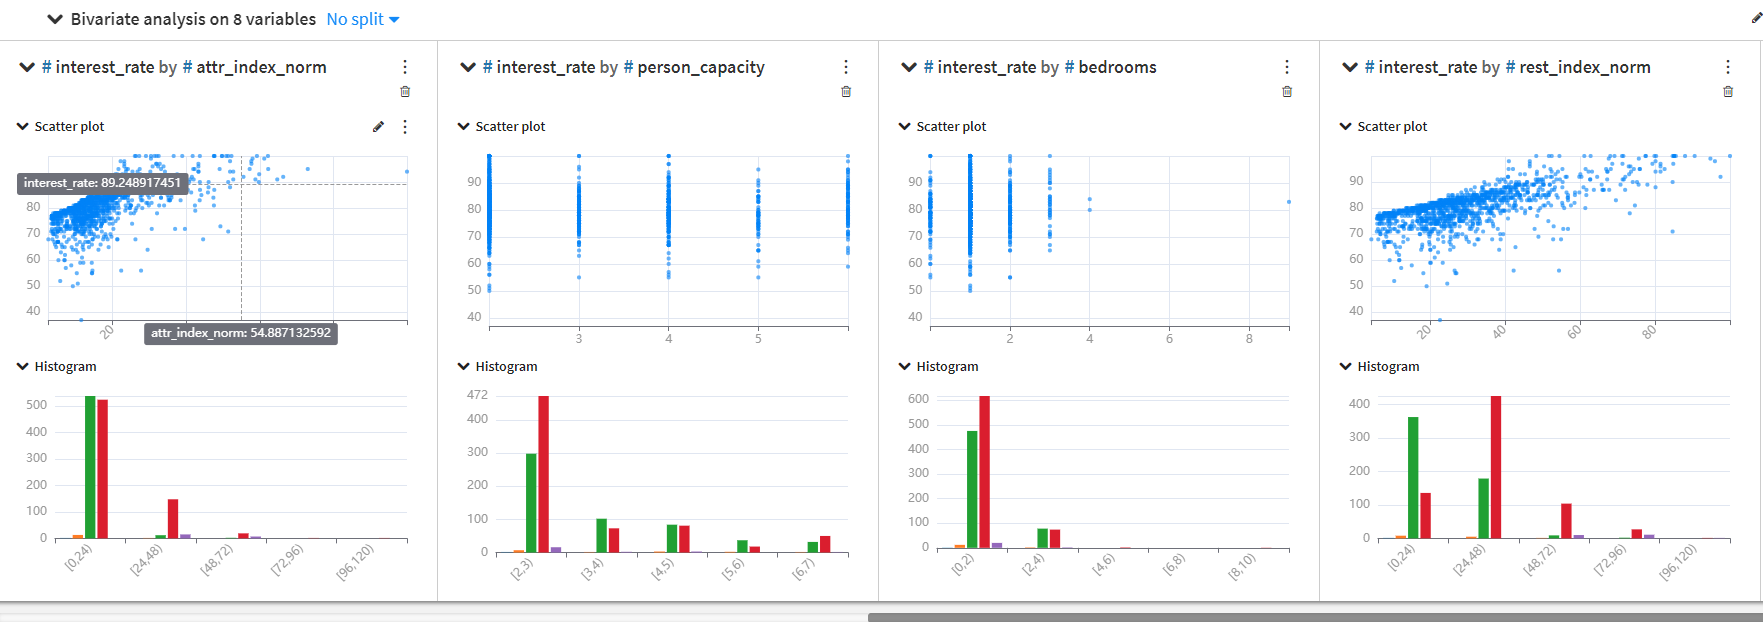 Bivariate analysis on 8 variables No split
# interest_rate by # attr_index_norm
Scatter plot
interest_rate: 89.248917451
80
70
60
50
40
20
attr_index_norm: 54.887132592
Histogram
500
400
300
200
100
0
[0,24) [24,48) [48,72) [72,96) [96,120)
# interest_rate by # person_capacity
Scatter plot
90
80
70
60
50
40
3 4 5
Histogram
472
400
300
200
100
0
[2,3) [3,4) [4,5) [5,6) [6,7)
# interest_rate by # bedrooms
Scatter plot
90
80
70
60
50
40
2 4 6 8
Histogram
600
500
400
300
200
100
0
[0,2) [2,4) [4,6) [6,8) [8,10)
# interest_rate by # rest_index_norm
Scatter plot
90
80
70
60
50
40
20 40 60 80
Histogram
400
300
200
100
0
[0,24) [24,48) [48,72) [72,96) [96,120)